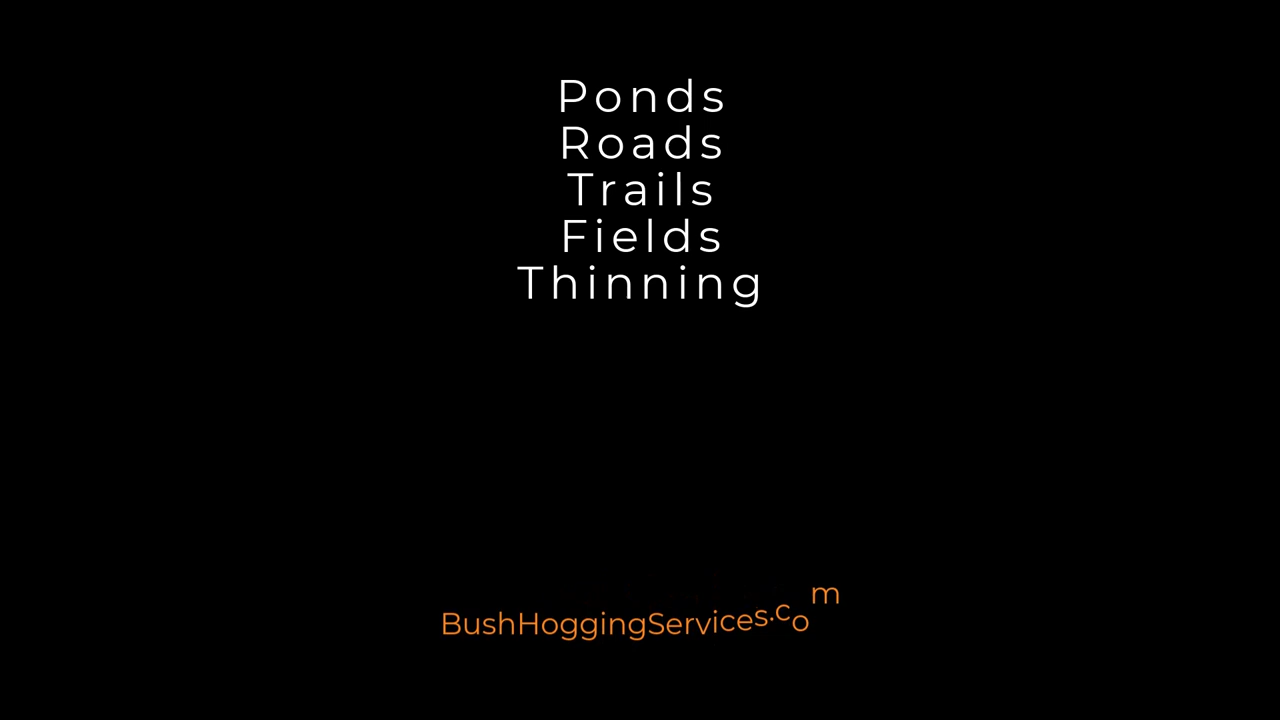 Ponds
Roads
Trails
Fields
Thinning
BushHoggingServices.com